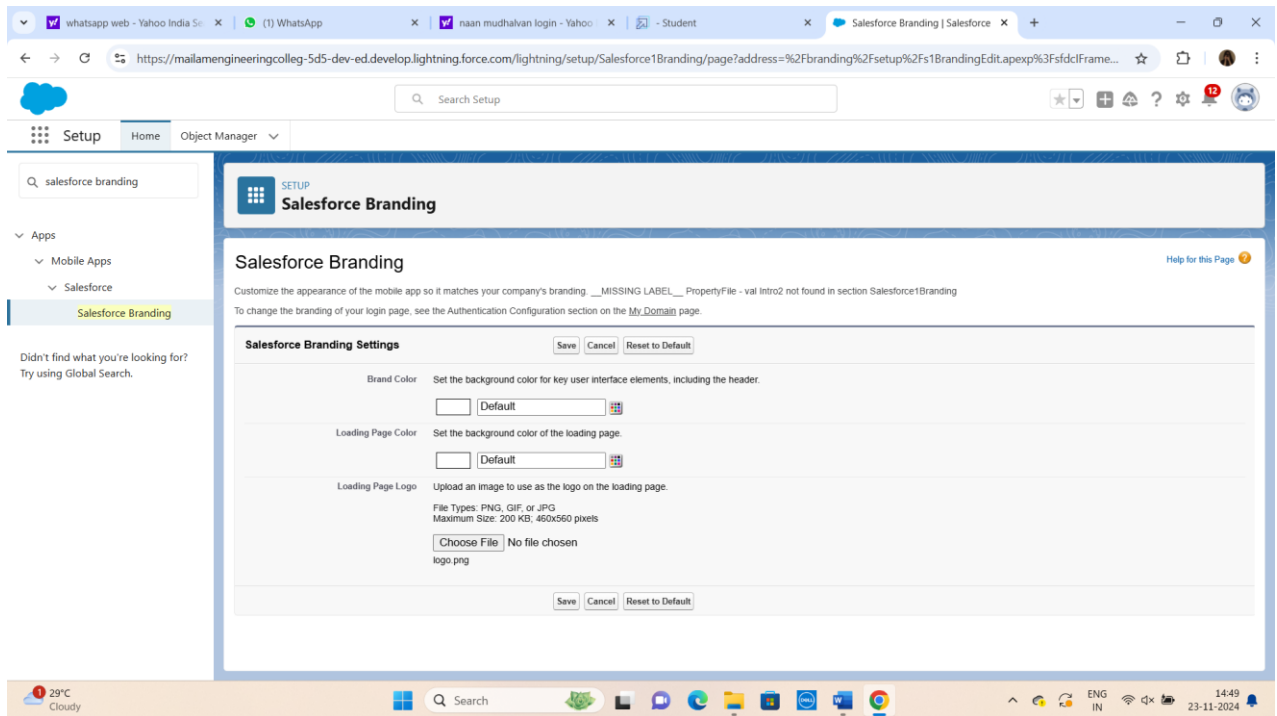 whatsapp web - Yahoo India Se
(1) WhatsApp
naan mudhalvan login - Yahoo
- Student
Salesforce Branding | Salesforce
https://mailamengineeringcolleg-5d5-dev-ed.develop.lightning.force.com/lightning/setup/Salesforce1Branding/page?address=%2Fbranding%2Fsetup%2Fs1BrandingEdit.apexp%3FsfdcIFrame...
Search Setup
12
Setup
Home
Object Manager
salesforce branding
SETUP
Salesforce Branding
Apps
Mobile Apps
Salesforce
Salesforce Branding
Didn't find what you're looking for?
Try using Global Search.
Salesforce Branding
Help for this Page
Customize the appearance of the mobile app so it matches your company's branding. __MISSING LABEL__ PropertyFile - val Intro2 not found in section Salesforce1Branding
To change the branding of your login page, see the Authentication Configuration section on the My Domain page.
Salesforce Branding Settings
Save Cancel Reset to Default
Brand Color Set the background color for key user interface elements, including the header.
Default
Loading Page Color Set the background color of the loading page.
Default
Loading Page Logo Upload an image to use as the logo on the loading page.
File Types: PNG, GIF, or JPG
Maximum Size: 200 KB; 460x560 pixels
Choose File No file chosen
logo.png
Save Cancel Reset to Default
1
29°C
Cloudy
Search
DELL
ENG
IN
14:49
23-11-2024